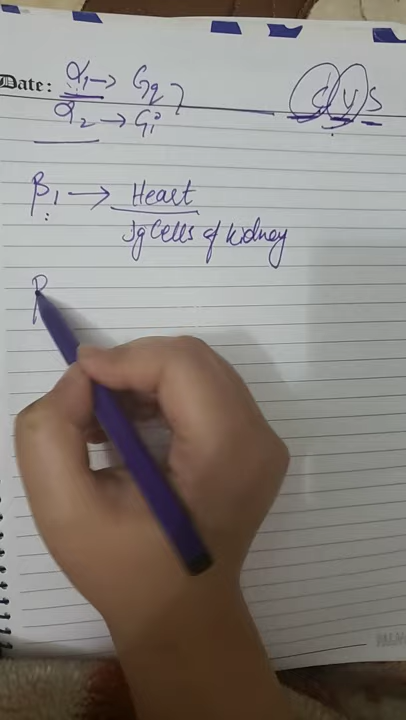 Date: α1 → Gq
α2 → Gi
β1 → Heart
Jg Cells of kidney
β